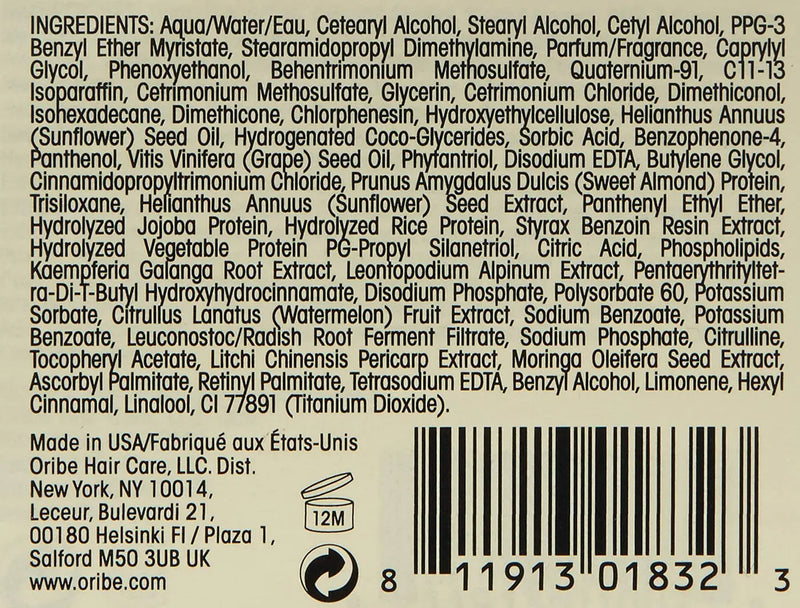 INGREDIENTS: Aqua/Water/Eau, Cetearyl Alcohol, Stearyl Alcohol, Cetyl Alcohol, PPG-3
Benzyl Ether Myristate, Stearamidopropyl Dimethylamine, Parfum/Fragrance, Caprylyl
Glycol, Phenoxyethanol, Behentrimonium Methosulfate, Quaternium-91, C11-13
Isoparaffin, Cetrimonium Methosulfate, Glycerin, Cetrimonium Chloride, Dimethiconol,
Isohexadecane, Dimethicone, Chlorphenesin, Hydroxyethylcellulose, Helianthus Annuus
(Sunflower) Seed Oil, Hydrogenated Coco-Glycerides, Sorbic Acid, Benzophenone-4,
Panthenol, Vitis Vinifera (Grape) Seed Oil, Phytantriol, Disodium EDTA, Butylene Glycol,
Cinnamidopropyltrimonium Chloride, Prunus Amygdalus Dulcis (Sweet Almond) Protein,
Trisiloxane, Helianthus Annuus (Sunflower) Seed Extract, Panthenyl Ethyl Ether,
Hydrolyzed Jojoba Protein, Hydrolyzed Rice Protein, Styrax Benzoin Resin Extract,
Hydrolyzed Vegetable Protein PG-Propyl Silanetriol, Citric Acid, Phospholipids,
Kaempferia Galanga Root Extract, Leontopodium Alpinum Extract, Pentaerythrityltet-
ra-Di-T-Butyl Hydroxyhydrocinnamate, Disodium Phosphate, Polysorbate 60, Potassium
Sorbate, Citrullus Lanatus (Watermelon) Fruit Extract, Sodium Benzoate, Potassium
Benzoate, Leuconostoc/Radish Root Ferment Filtrate, Sodium Phosphate, Citrulline,
Tocopheryl Acetate, Litchi Chinensis Pericarp Extract, Moringa Oleifera Seed Extract,
Ascorbyl Palmitate, Retinyl Palmitate, Tetrasodium EDTA, Benzyl Alcohol, Limonene, Hexyl
Cinnamal, Linalool, CI 77891 (Titanium Dioxide).
Made in USA/Fabriqué aux États-Unis
Oribe Hair Care, LLC. Dist.
New York, NY 10014,
Leceur, Bulevardi 21,
00180 Helsinki FI / Plaza 1,
Salford M50 3UB UK
www.oribe.com
12M
8 11913 01832 3